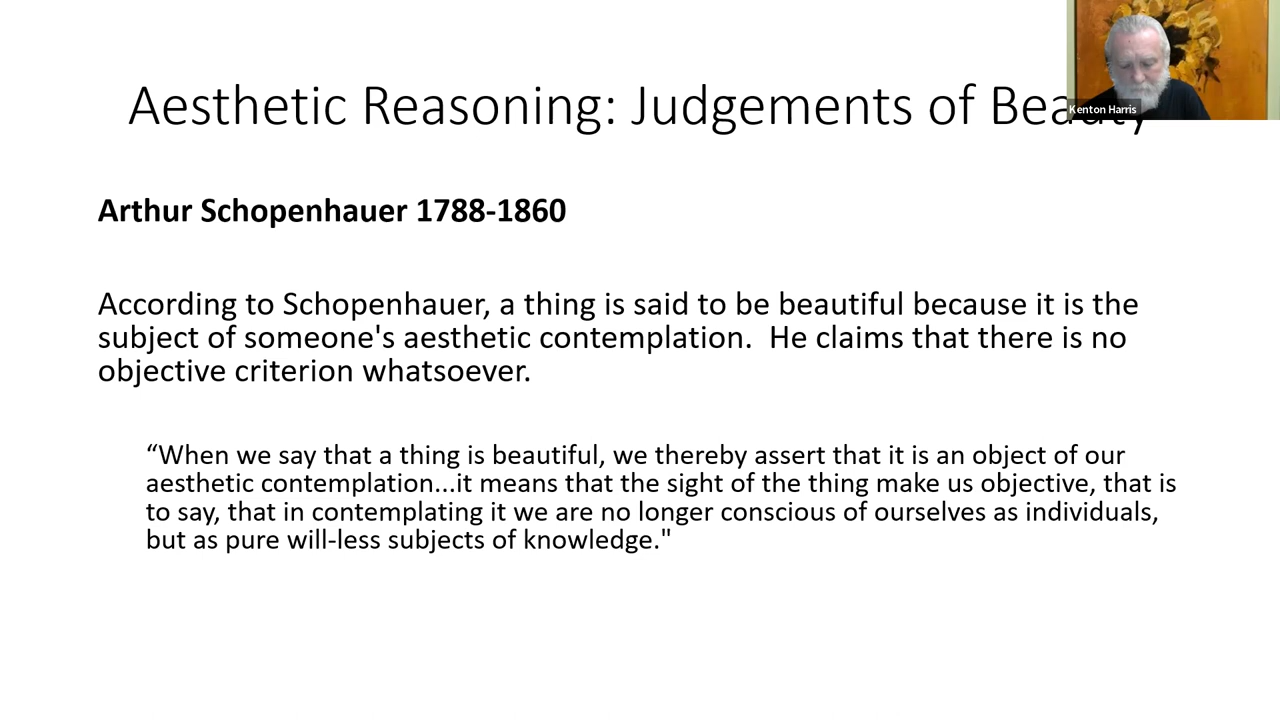 Aesthetic Reasoning: Judgements of Beauty
Kenton Harris
Arthur Schopenhauer 1788-1860
According to Schopenhauer, a thing is said to be beautiful because it is the
subject of someone's aesthetic contemplation.  He claims that there is no
objective criterion whatsoever.
“When we say that a thing is beautiful, we thereby assert that it is an object of our
aesthetic contemplation...it means that the sight of the thing make us objective, that is
to say, that in contemplating it we are no longer conscious of ourselves as individuals,
but as pure will-less subjects of knowledge."